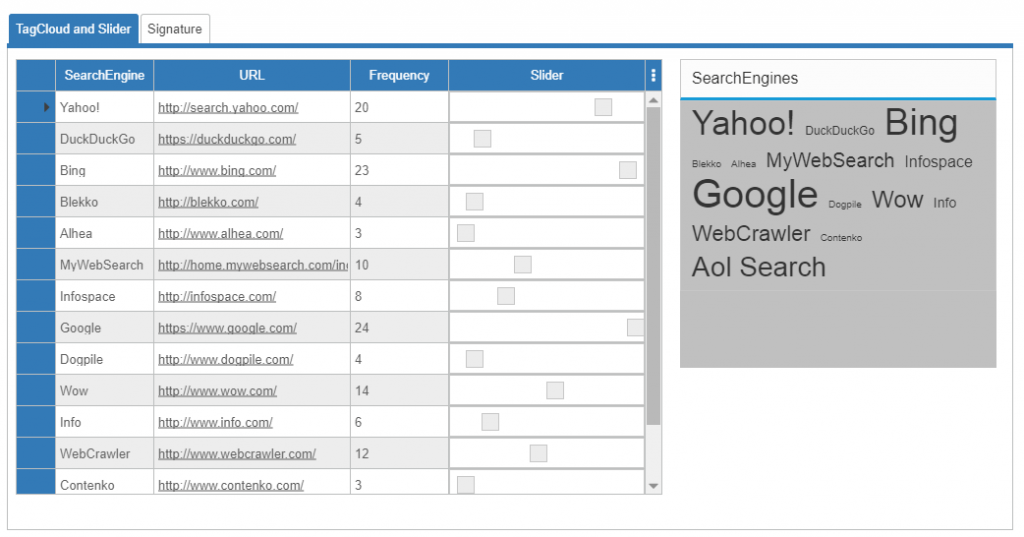 TagCloud and Slider Signature
SearchEngine URL Frequency Slider
Yahoo! http://search.yahoo.com/ 20
DuckDuckGo https://duckduckgo.com/ 5
Bing http://www.bing.com/ 23
Blekko http://blekko.com/ 4
Alhea http://www.alhea.com/ 3
MyWebSearch http://home.mywebsearch.com/in 10
Infospace http://infospace.com/ 8
Google https://www.google.com/ 24
Dogpile http://www.dogpile.com/ 4
Wow http://www.wow.com/ 14
Info http://www.info.com/ 6
WebCrawler http://www.webcrawler.com/ 12
Contenko http://www.contenko.com/ 3
SearchEngines
Yahoo! DuckDuckGo Bing
Blekko Alhea MyWebSearch Infospace
Google Dogpile Wow Info
WebCrawler Contenko
Aol Search